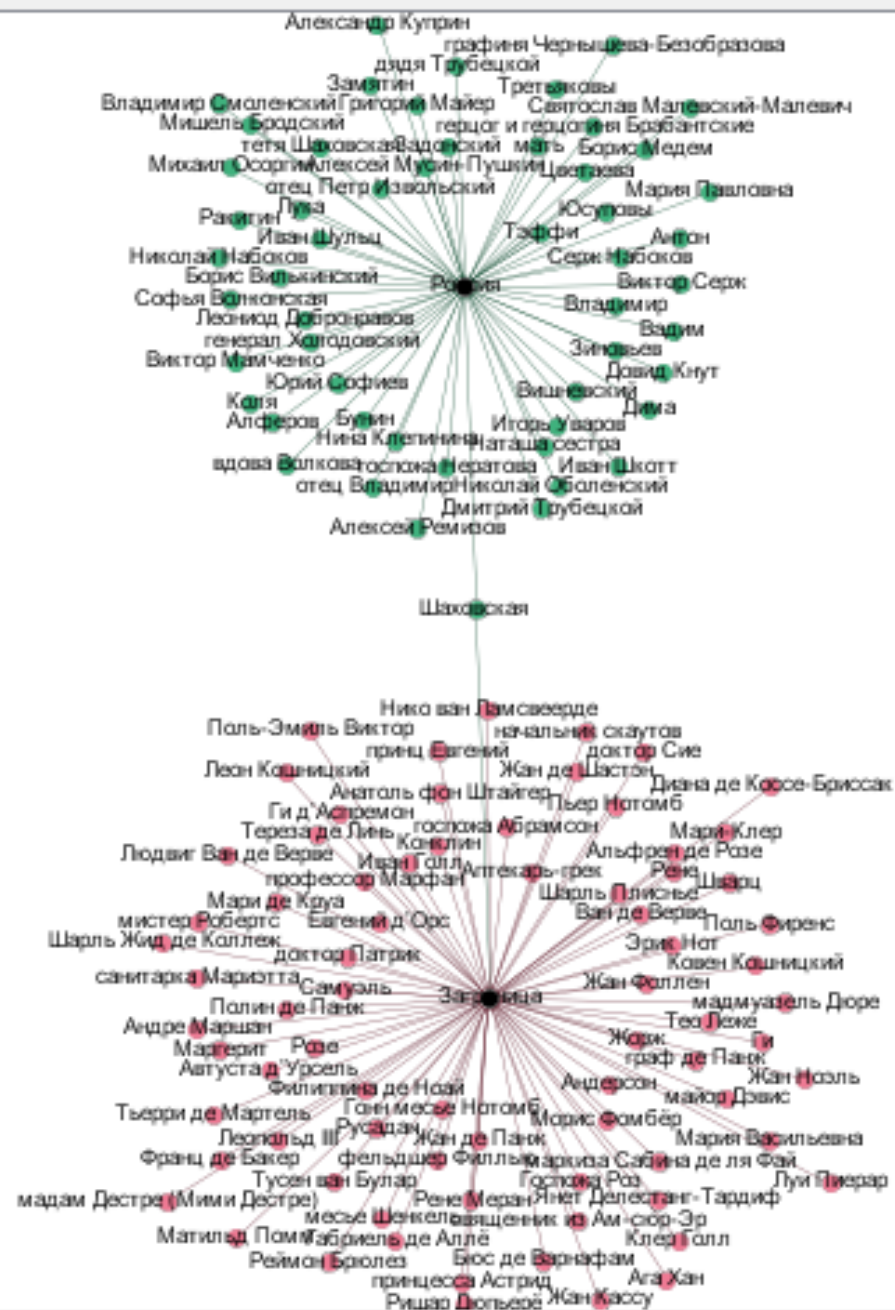 Александр Куприн
графиня Чернышева-Безобразова
дядя Трубецкой
Замятин
Третьяковы
Владимир Смоленский
Григорий Майер
Святослав Малевский-Малевич
Мишель Бродский
герцог и герцогиня Брабантские
тетя Шаховская
Задонский
мать
Борис Медем
Михаил Осоргин
Алексей Мусин-Пушкин
Цветаева
отец Петр Извольский
Мария Павловна
Лука
Юсуповы
Ракитин
Иван Шульц
Тэффи
Антон
Николай Набоков
Серж Набоков
Борис Вилькинский
Россия
Виктор Серж
Софья Волконская
Владимир
Леониод Добронравов
Вадим
генерал Холодовский
Зиновьев
Виктор Мамченко
Довид Кнут
Юрий Софиев
Вишневский
Коля
Дима
Алферов
Бунин
Игорь Уваров
Нина Клепинина
Наташа сестра
вдова Волкова
госпожа Нератова
Иван Шкотт
отец Владимир
Николай Оболенский
Дмитрий Трубецкой
Алексей Ремизов
Шаховская
Нико ван Ламсвеерде
Поль-Эмиль Виктор
начальник скаутов
принц Евгений
доктор Сие
Леон Кошницкий
Жан де Шастэн
Диана де Коссе-Бриссак
Анатоль фон Штайгер
Пьер Нотомб
Ги д'Аспремон
госпожа Абрамсон
Тереза де Линь
Мари-Клер
Конклин
Людвиг Ван де Верве
Альфред де Розе
Иван Голл
Аптекарь-грек
Рене
профессор Марфан
Шварц
Шарль Плиснье
Мари де Круа
Ван де Верве
мистер Робертс
Евгений д'Орс
Поль Фиренс
Шарль Жид де Коллеж
Эрик Нот
доктор Патрик
Ковен Кошницкий
санитарка Мариэтта
Самуэль
Жан Фоллен
Заграница
мадмуазель Дюре
Полин де Панж
Тео Леже
Андре Маршан
Жорж
Ги
Маргерит
Розе
граф де Панж
Августа д'Урсель
Жан Ноэль
Филиппина де Ноай
Андерсон
майор Дэвис
Тьерри де Мартель
Гонн месье Нотомб
Морис Фомбёр
Русадан
Леопольд III
Жан де Панж
Мария Васильевна
Франц де Бакер
фельдшер Филлью
маркиза Сабина де ля Фай
Тусен ван Булар
Госпожа Роз
Луи Пиерар
мадам Дестре (Мими Дестре)
Рене Меран
Янет Делестанг-Тардиф
месье Шенкель
священник из Ам-сюр-Эр
Матильд Помм
Габриель де Аллё
Клер Голл
Реймон Брюлез
Бюс де Варнафам
принцесса Астрид
Ага Хан
Ришар Дюпьерё
Жан Кассу